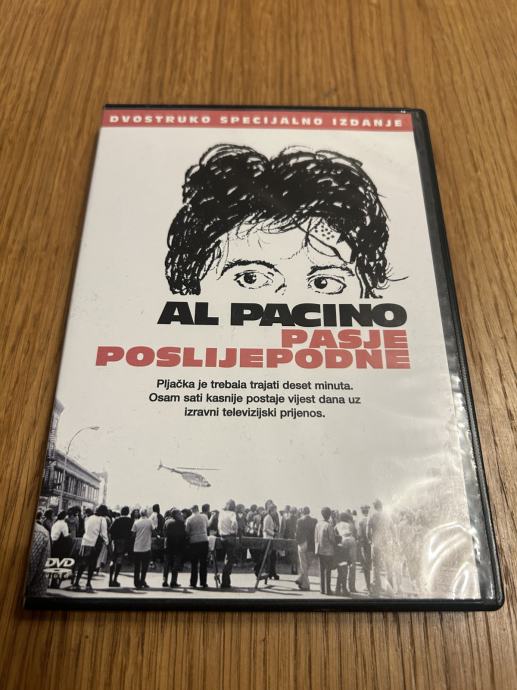 DVOSTRUKO SPECIJALNO IZDANJE
AL PACINO
PASJE
POSLIJEPODNE
Pljačka je trebala trajati deset minuta.
Osam sati kasnije postaje vijest dana uz
izravni televizijski prijenos.
DVD
VIDEO